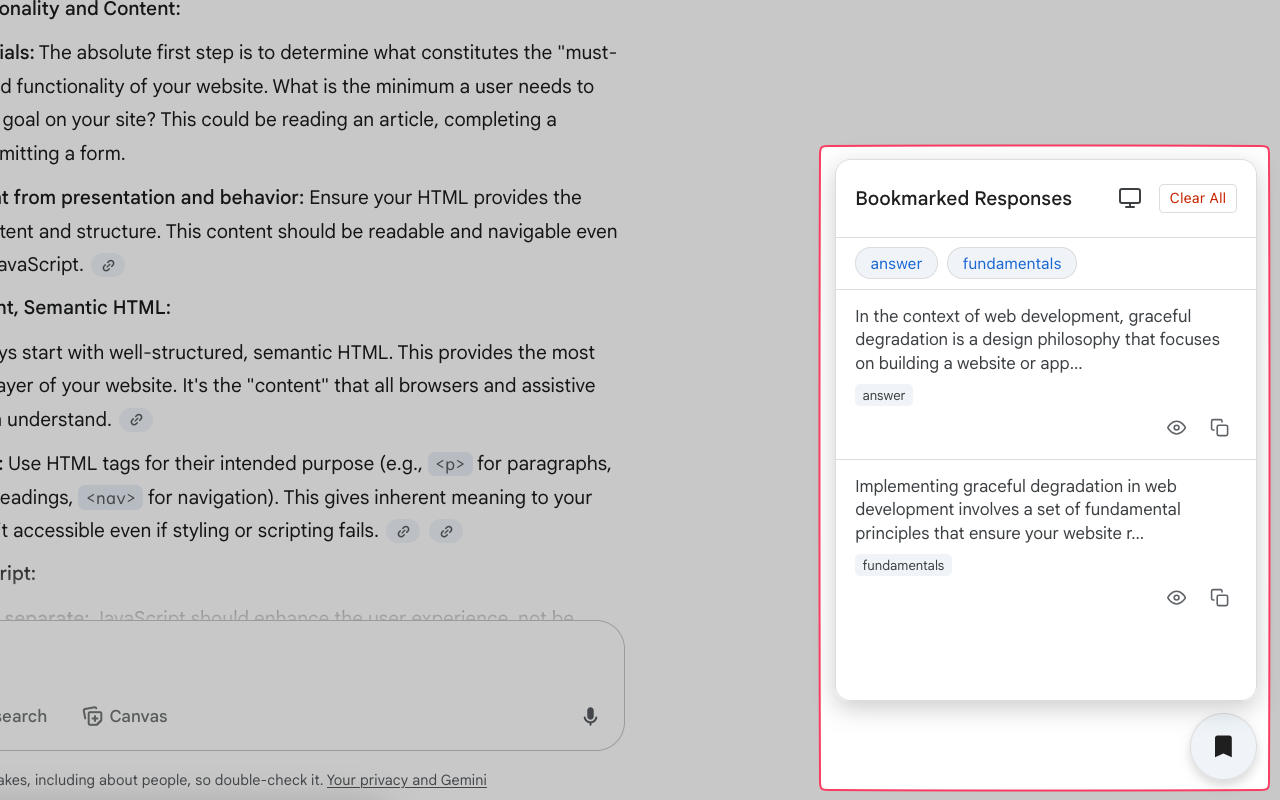 onality and Content:
ials: The absolute first step is to determine what constitutes the "must-
d functionality of your website. What is the minimum a user needs to
goal on your site? This could be reading an article, completing a
mitting a form.
t from presentation and behavior: Ensure your HTML provides the
tent and structure. This content should be readable and navigable even
avaScript.
nt, Semantic HTML:
ys start with well-structured, semantic HTML. This provides the most
ayer of your website. It's the "content" that all browsers and assistive
n understand.
: Use HTML tags for their intended purpose (e.g., <p> for paragraphs,
eadings, <nav> for navigation). This gives inherent meaning to your
t accessible even if styling or scripting fails.
ript:
separate: JavaScript should enhance the user experience, not be
search
Canvas
akes, including about people, so double-check it. Your privacy and Gemini
Bookmarked Responses
Clear All
answer
fundamentals
In the context of web development, graceful
degradation is a design philosophy that focuses
on building a website or app...
answer
Implementing graceful degradation in web
development involves a set of fundamental
principles that ensure your website r...
fundamentals